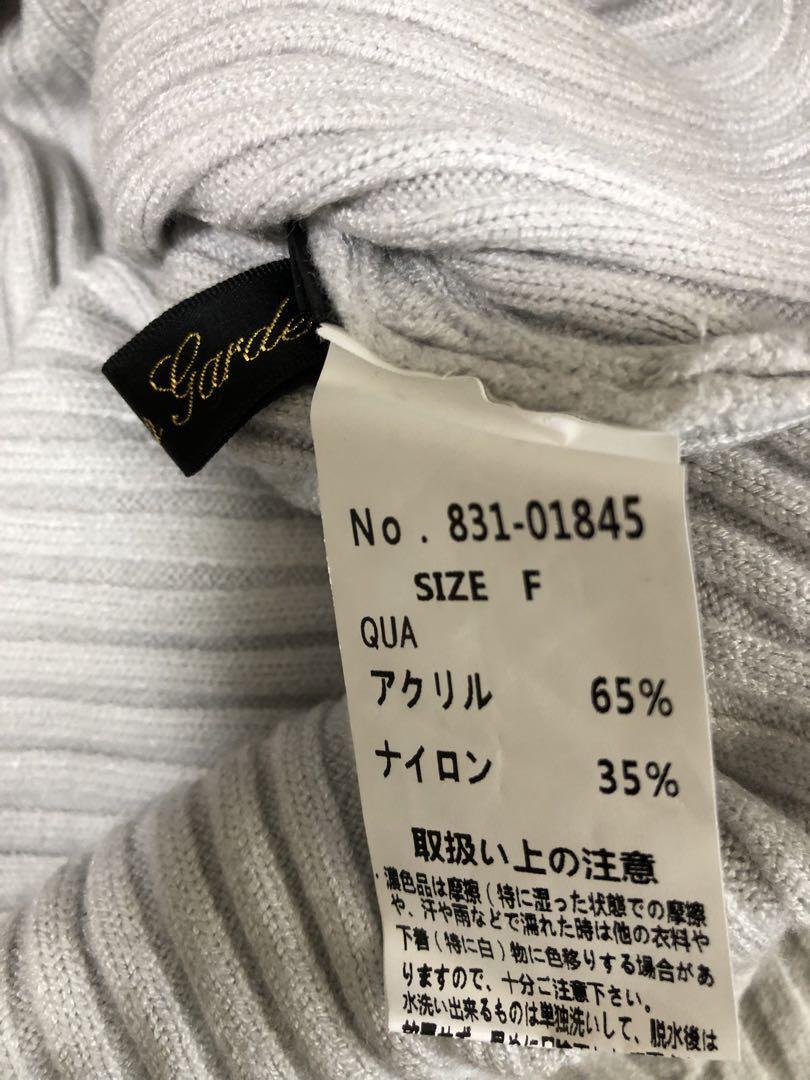 Garde
No. 831-01845
SIZE F
QUA
アクリル 65%
ナイロン 35%
取扱い上の注意
・濃色品は摩擦(特に湿った状態での摩擦
や、汗や雨などで濡れた時は他の衣料や
下着(特に白)物に色移りする場合があ
りますので、十分ご注意下さい。
水洗い出来るものは単独洗いして、脱水後は